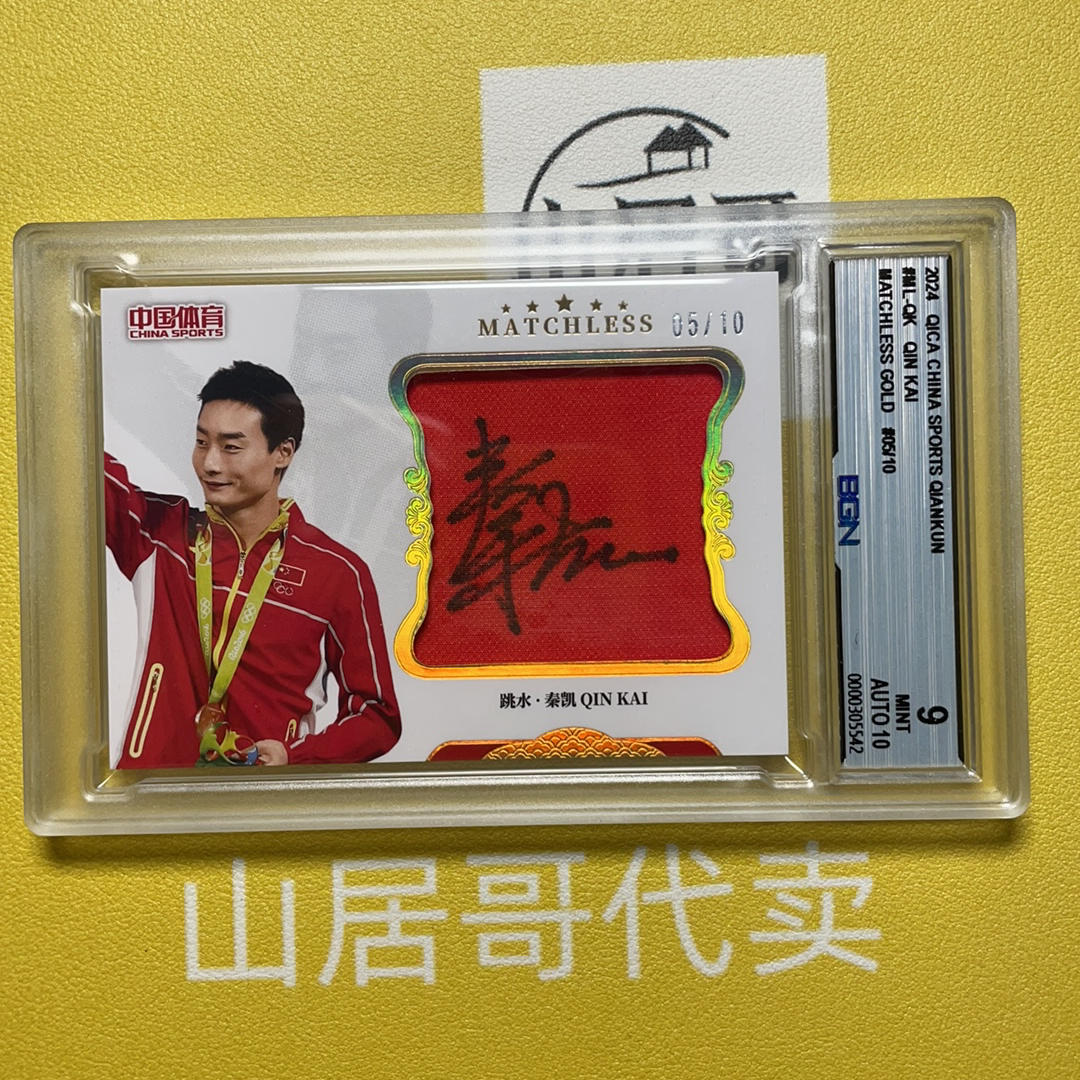 中国体育
CHINA SPORTS
MATCHLESS 05/10
跳水·秦凯 QIN KAI
2024 QICA CHINA SPORTS QIANKUN
#ML-QK QIN KAI
MATCHLESS GOLD #05/10
BGN
9
MINT
AUTO 10
0000305542
山居哥代卖